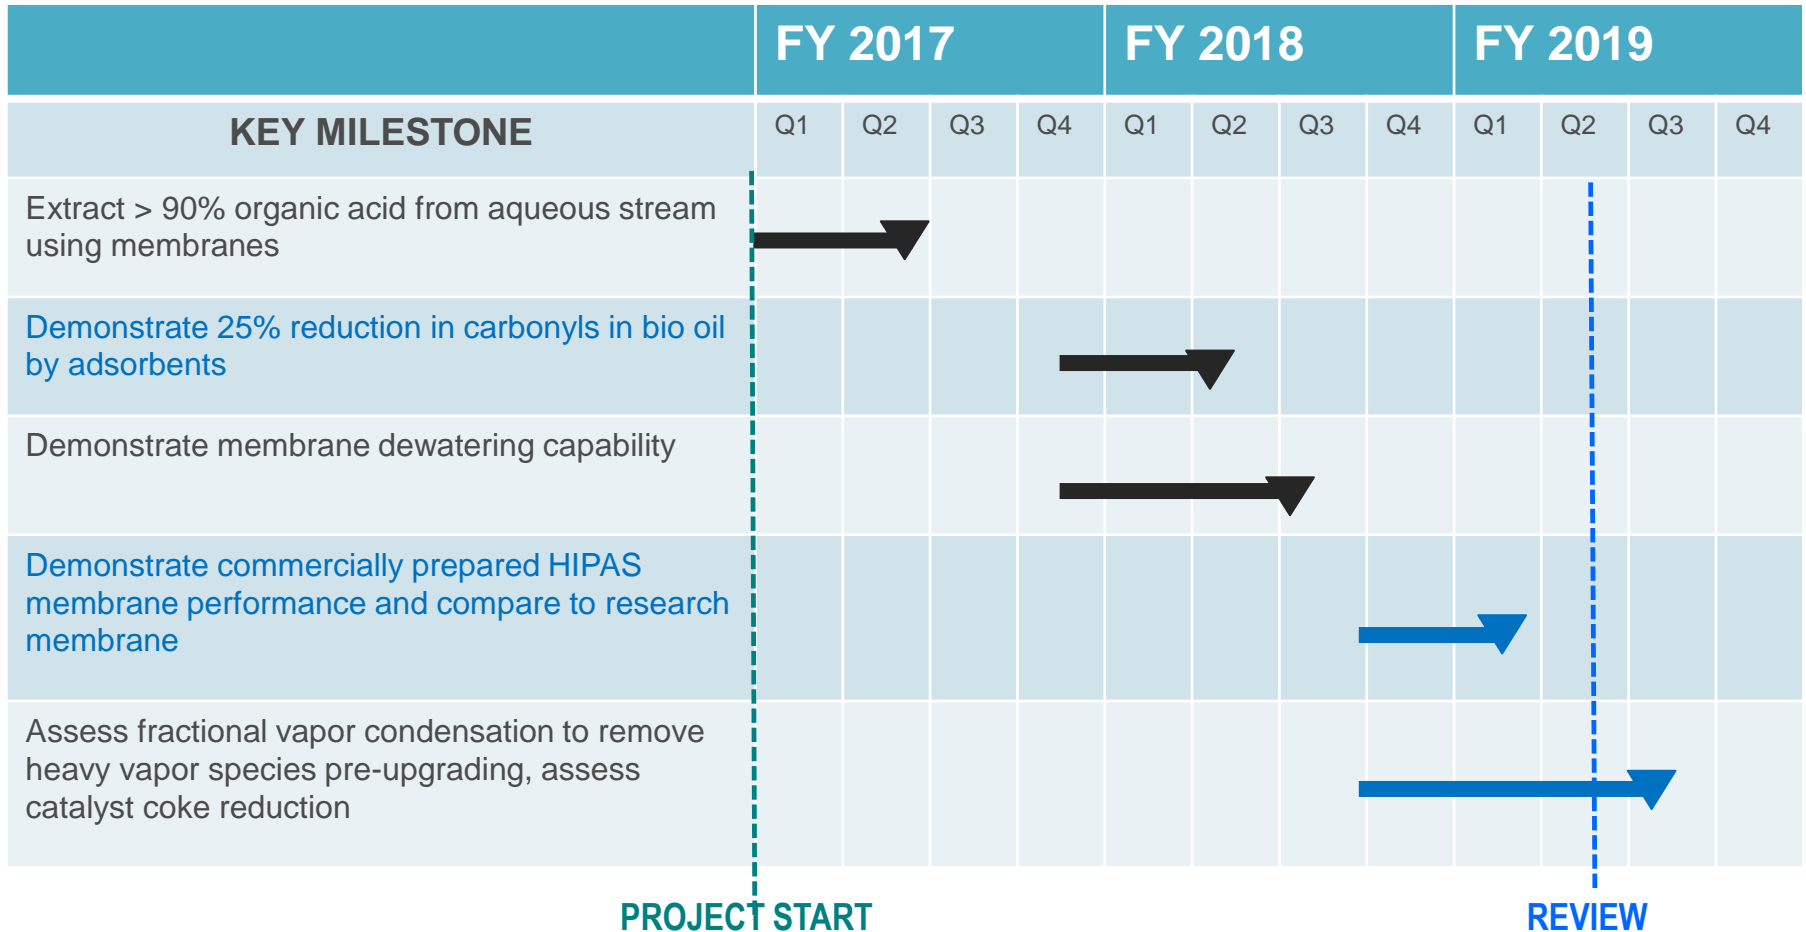 FY 2017 FY 2018 FY 2019
KEY MILESTONE Q1 Q2 Q3 Q4 Q1 Q2 Q3 Q4 Q1 Q2 Q3 Q4
Extract > 90% organic acid from aqueous stream
using membranes
Demonstrate 25% reduction in carbonyls in bio oil
by adsorbents
Demonstrate membrane dewatering capability
Demonstrate commercially prepared HIPAS
membrane performance and compare to research
membrane
Assess fractional vapor condensation to remove
heavy vapor species pre-upgrading, assess
catalyst coke reduction
PROJECT START REVIEW